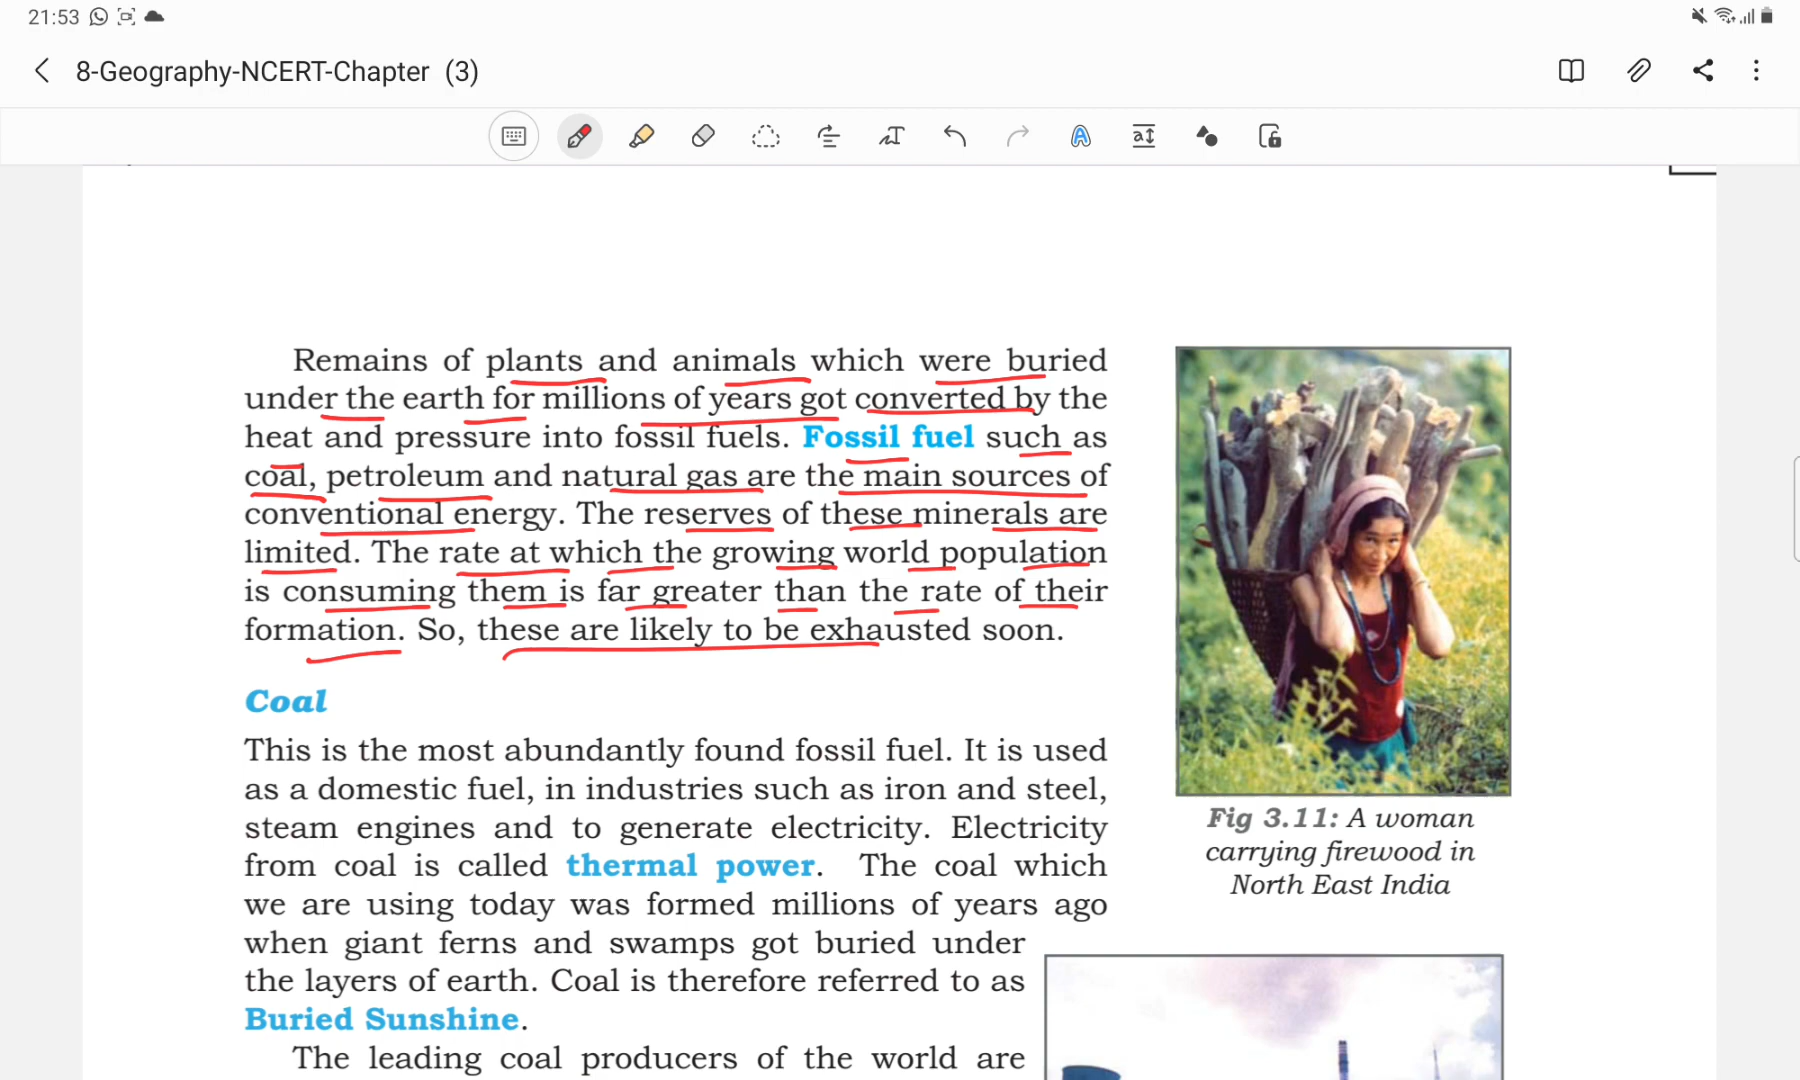 21:53
8-Geography-NCERT-Chapter (3)
Remains of plants and animals which were buried
under the earth for millions of years got converted by the
heat and pressure into fossil fuels. Fossil fuel such as
coal, petroleum and natural gas are the main sources of
conventional energy. The reserves of these minerals are
limited. The rate at which the growing world population
is consuming them is far greater than the rate of their
formation. So, these are likely to be exhausted soon.
Coal
This is the most abundantly found fossil fuel. It is used
as a domestic fuel, in industries such as iron and steel,
steam engines and to generate electricity. Electricity
from coal is called thermal power. The coal which
we are using today was formed millions of years ago
when giant ferns and swamps got buried under
the layers of earth. Coal is therefore referred to as
Buried Sunshine.
The leading coal producers of the world are
Fig 3.11: A woman
carrying firewood in
North East India